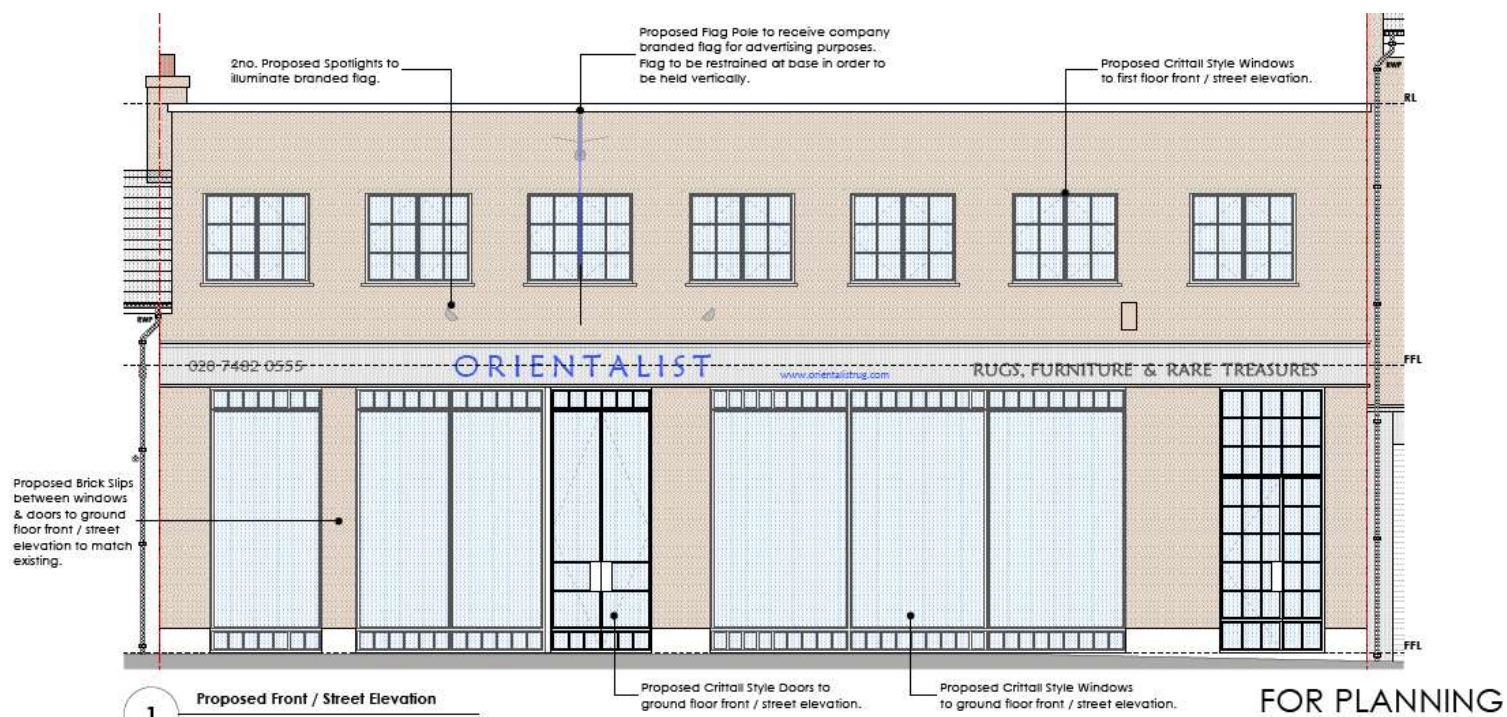 Proposed Flag Pole to receive company
branded flag for advertising purposes.
Flag to be restrained at base in order to
be held vertically.
2no. Proposed Spotlights to
illuminate branded flag.
Proposed Crittall Style Windows
to first floor front / street elevation.
RWP
RL
RWP
020 7482 0555
ORIENTALIST
www.orientalistrug.com
RUGS, FURNITURE & RARE TREASURES
FFL
Proposed Brick Slips
between windows
& doors to ground
floor front / street
elevation to match
existing.
FFL
Proposed Crittall Style Doors to
ground floor front / street elevation.
Proposed Crittall Style Windows
to ground floor front / street elevation.
1
Proposed Front / Street Elevation
FOR PLANNING